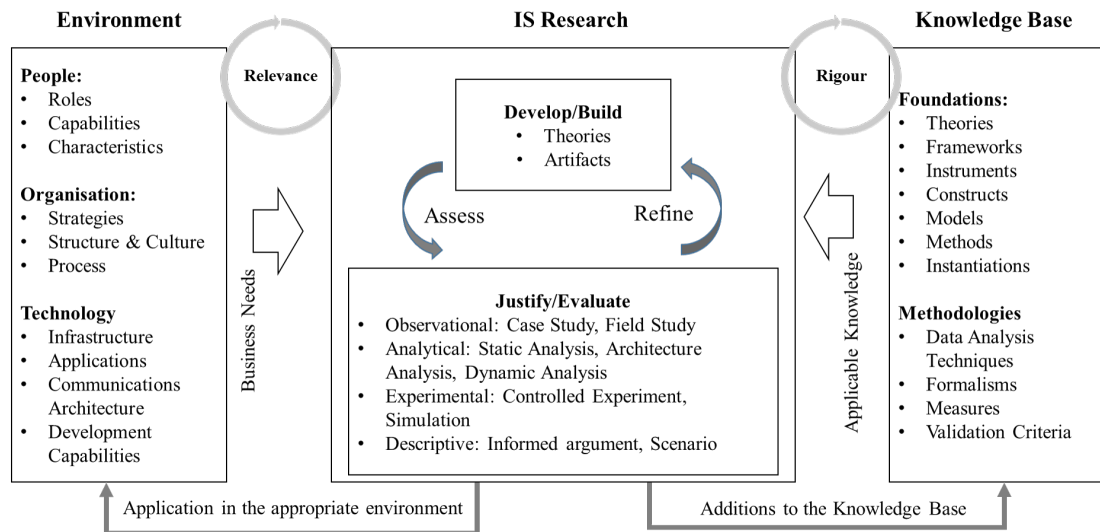 Environment
People:
• Roles
• Capabilities
• Characteristics
Organisation:
• Strategies
• Structure & Culture
• Process
Technology
• Infrastructure
• Applications
• Communications
Architecture
• Development
Capabilities
Relevance
Business Needs
IS Research
Develop/Build
• Theories
• Artifacts
Assess
Refine
Justify/Evaluate
• Observational: Case Study, Field Study
• Analytical: Static Analysis, Architecture
Analysis, Dynamic Analysis
• Experimental: Controlled Experiment,
Simulation
• Descriptive: Informed argument, Scenario
Rigour
Applicable Knowledge
Knowledge Base
Foundations:
• Theories
• Frameworks
• Instruments
• Constructs
• Models
• Methods
• Instantiations
Methodologies
• Data Analysis
Techniques
• Formalisms
• Measures
• Validation Criteria
Application in the appropriate environment
Additions to the Knowledge Base